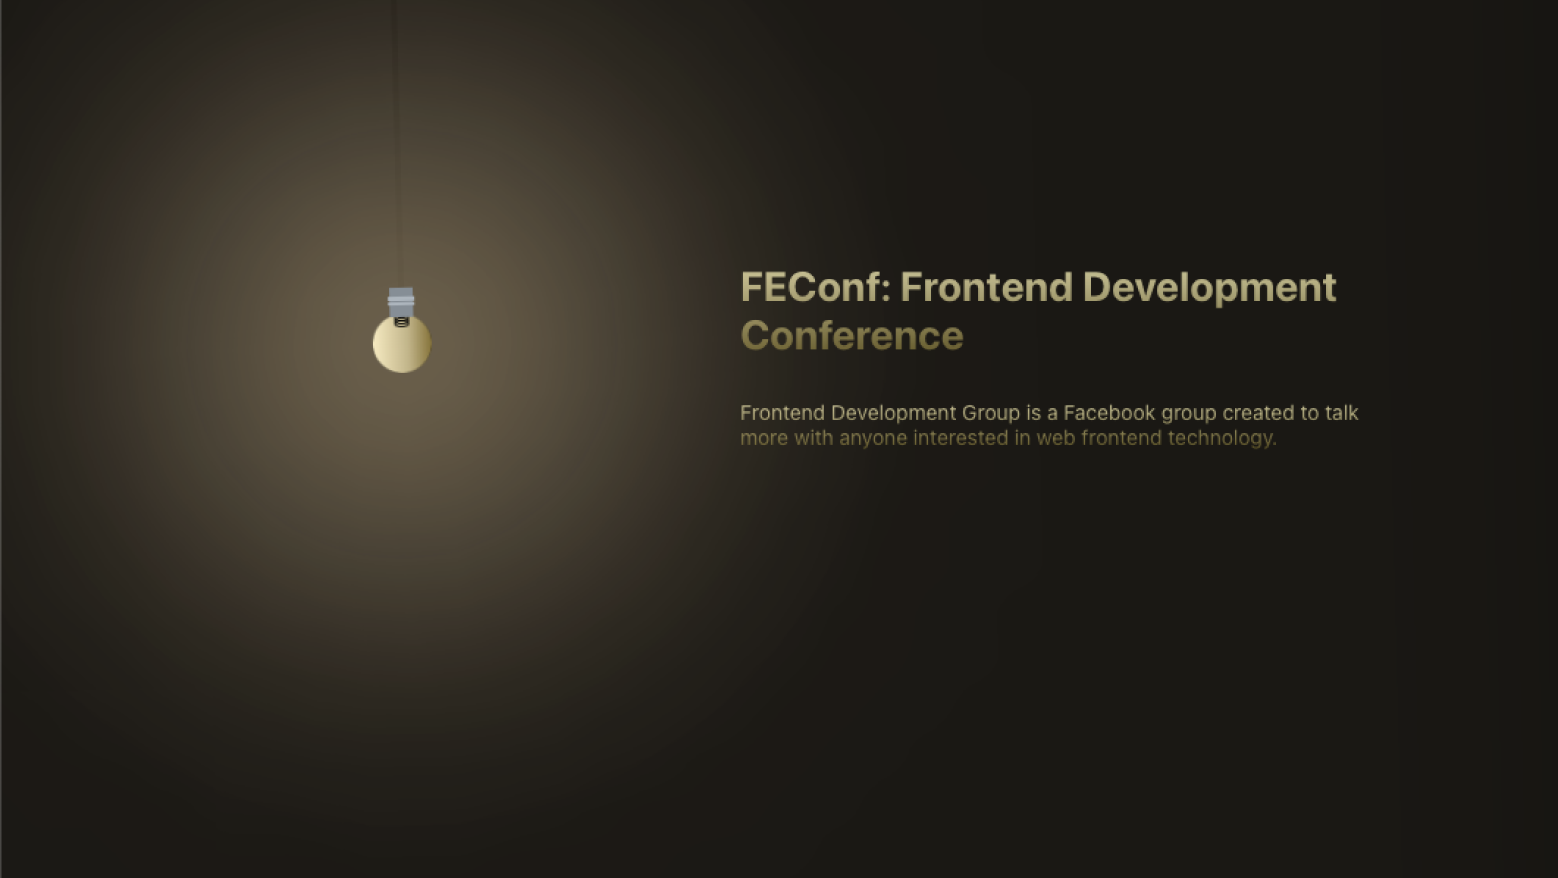 FEConf: Frontend Development
Conference
Frontend Development Group is a Facebook group created to talk
more with anyone interested in web frontend technology.